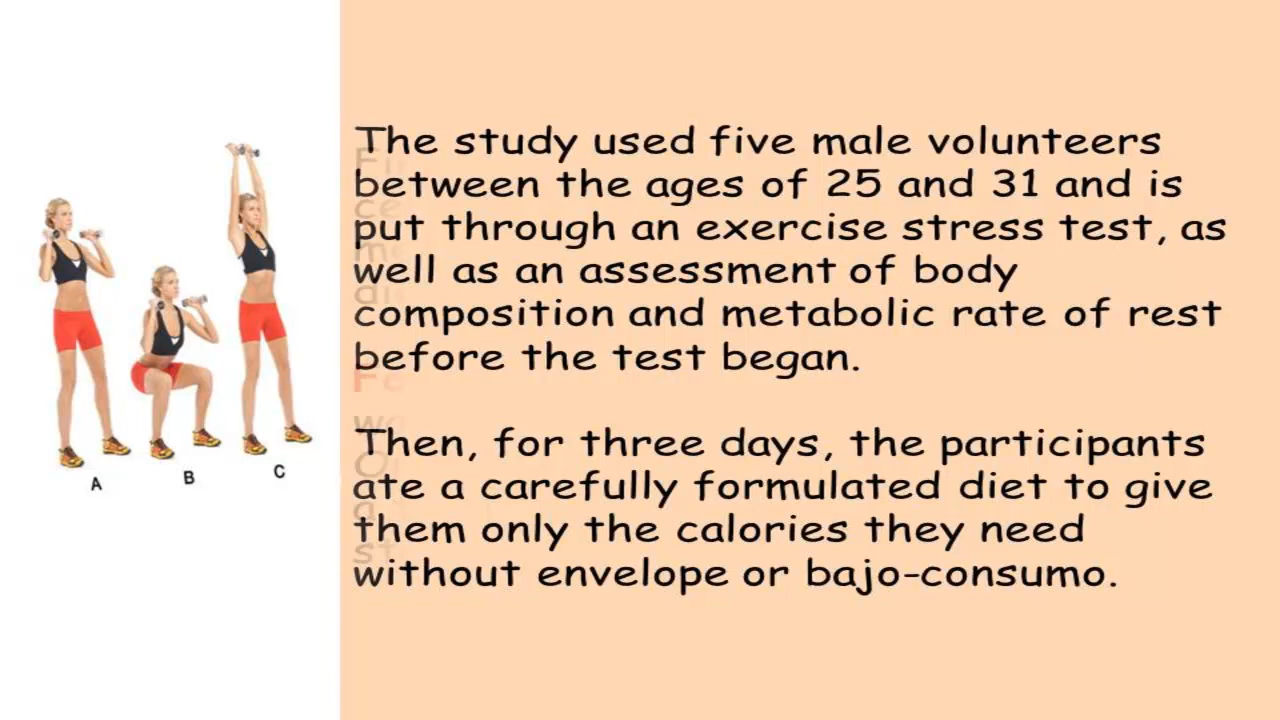 The study used five male volunteers
between the ages of 25 and 31 and is
put through an exercise stress test, as
well as an assessment of body
composition and metabolic rate of rest
before the test began.
Then, for three days, the participants
ate a carefully formulated diet to give
them only the calories they need
without envelope or bajo-consumo.
A
B
C